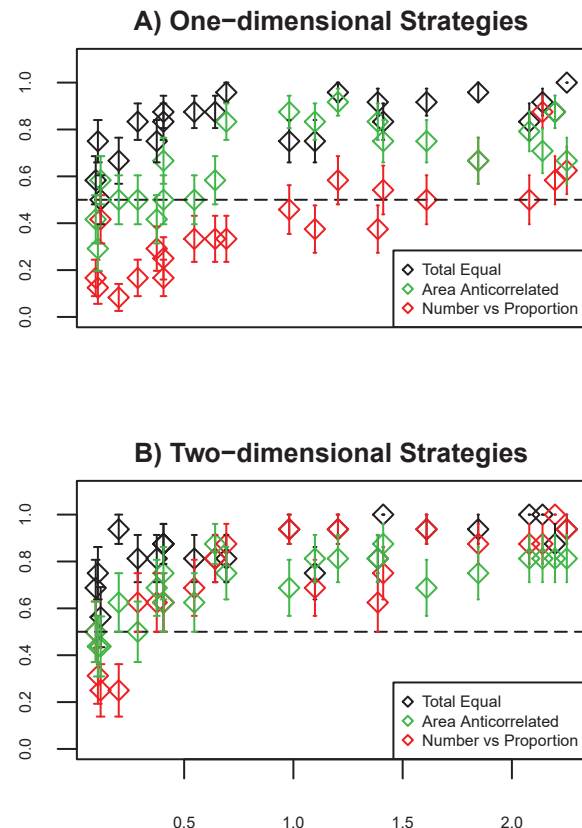 A) One−dimensional Strategies
1.0
0.8
0.6
0.4
0.2
0.0
Total Equal
Area Anticorrelated
Number vs Proportion
B) Two−dimensional Strategies
1.0
0.8
0.6
0.4
0.2
0.0
Total Equal
Area Anticorrelated
Number vs Proportion
0.5 1.0 1.5 2.0